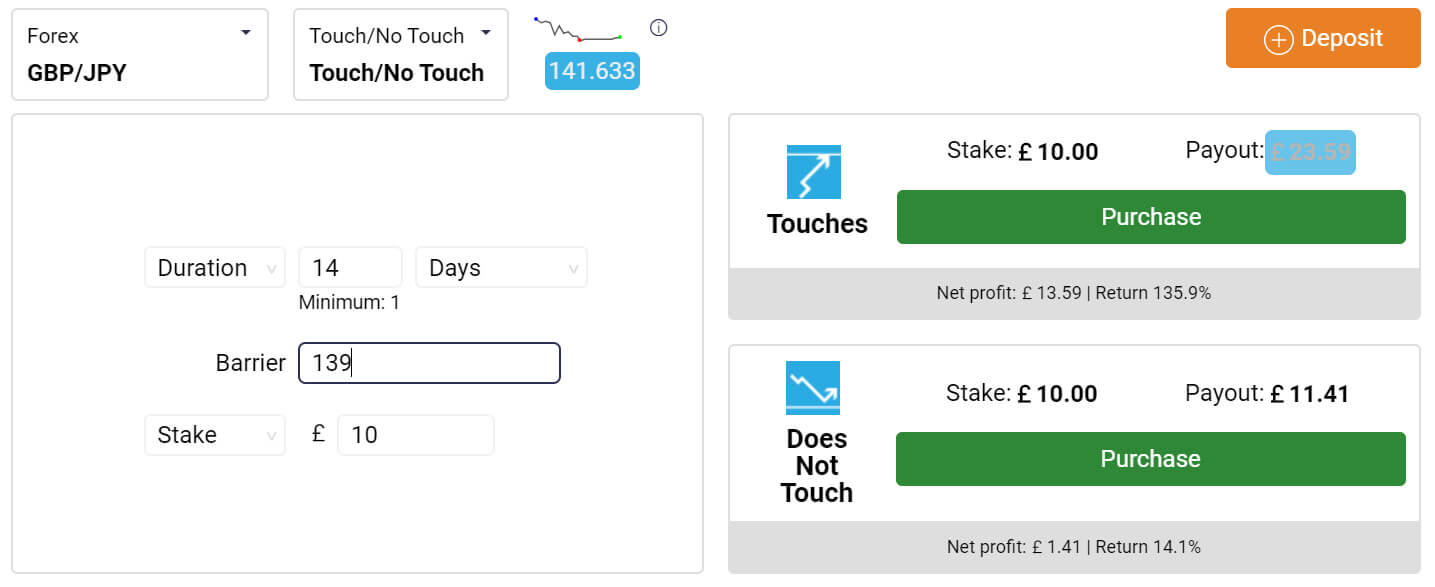 Forex
GBP/JPY
Touch/No Touch
Touch/No Touch
141.633
Deposit
Duration 14 Days
Minimum: 1
Barrier 139
Stake £ 10
Touches
Stake: £ 10.00 Payout: £ 23.59
Purchase
Net profit: £ 13.59 | Return 135.9%
Does
Not
Touch
Stake: £ 10.00 Payout: £ 11.41
Purchase
Net profit: £ 1.41 | Return 14.1%